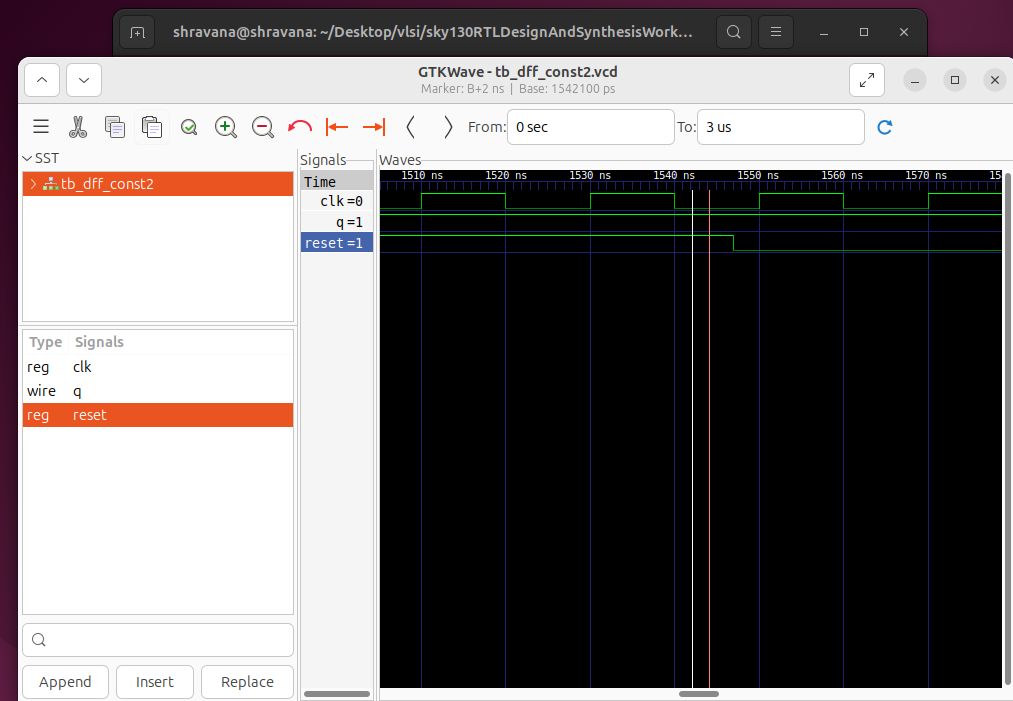 shravana@shravana: ~/Desktop/vlsi/sky130RTLDesignAndSynthesisWork…
GTKWave - tb_dff_const2.vcd
Marker: B+2 ns | Base: 1542100 ps
From: 0 sec To: 3 us
SST
Signals
Waves
tb_dff_const2
Time
1510 ns 1520 ns 1530 ns 1540 ns 1550 ns 1560 ns 1570 ns 15
clk =0
q =1
reset =1
Type Signals
reg clk
wire q
reg reset
Append Insert Replace